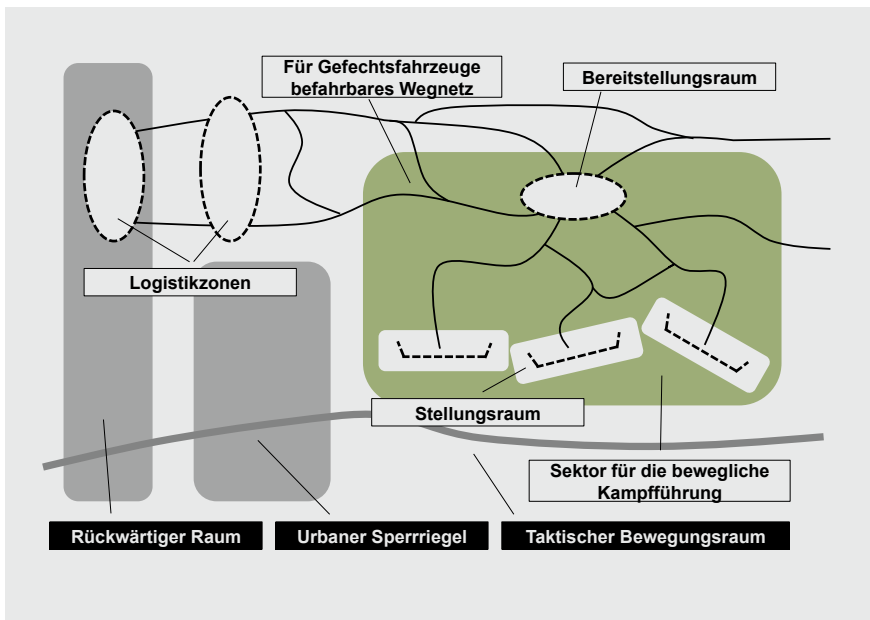 Für Gefechtsfahrzeuge
befahrbares Wegnetz
Bereitstellungsraum
Logistikzonen
Stellungsraum
Sektor für die bewegliche
Kampfführung
Rückwärtiger Raum
Urbaner Sperrriegel
Taktischer Bewegungsraum